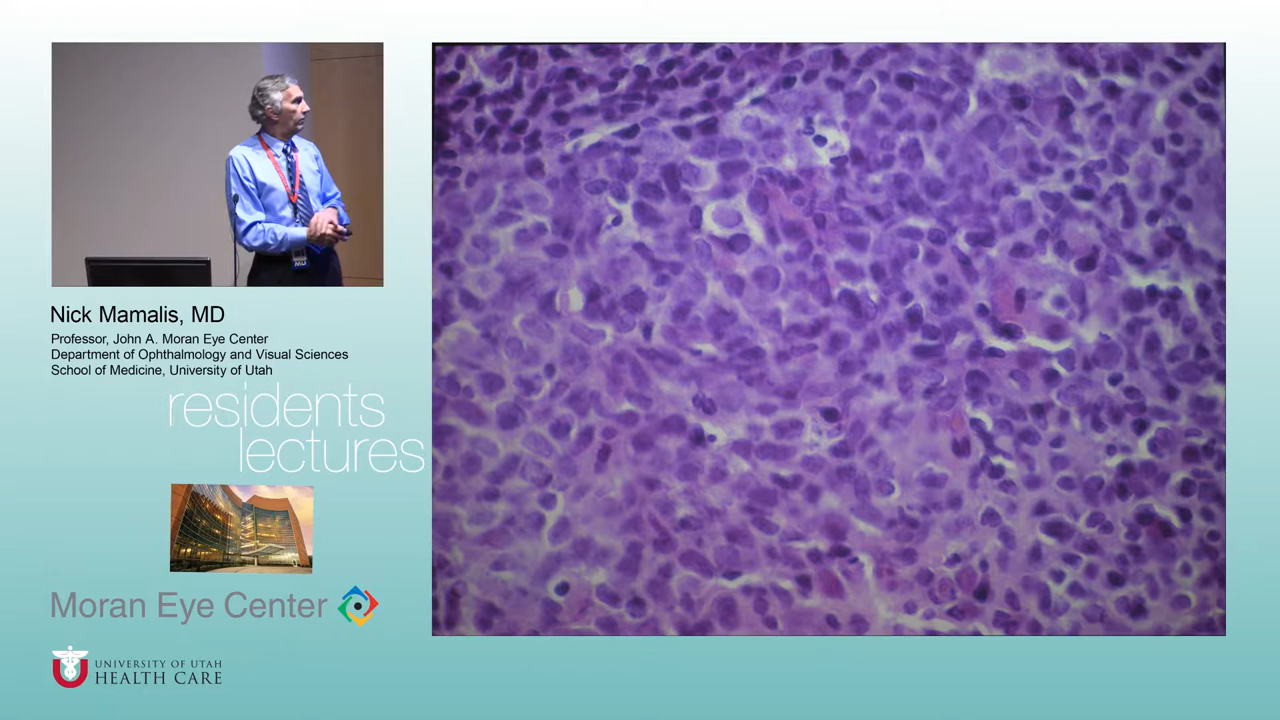 Nick Mamalis, MD
Professor, John A. Moran Eye Center
Department of Ophthalmology and Visual Sciences
School of Medicine, University of Utah
residents
lectures
Moran Eye Center
UNIVERSITY OF UTAH
HEALTH CARE